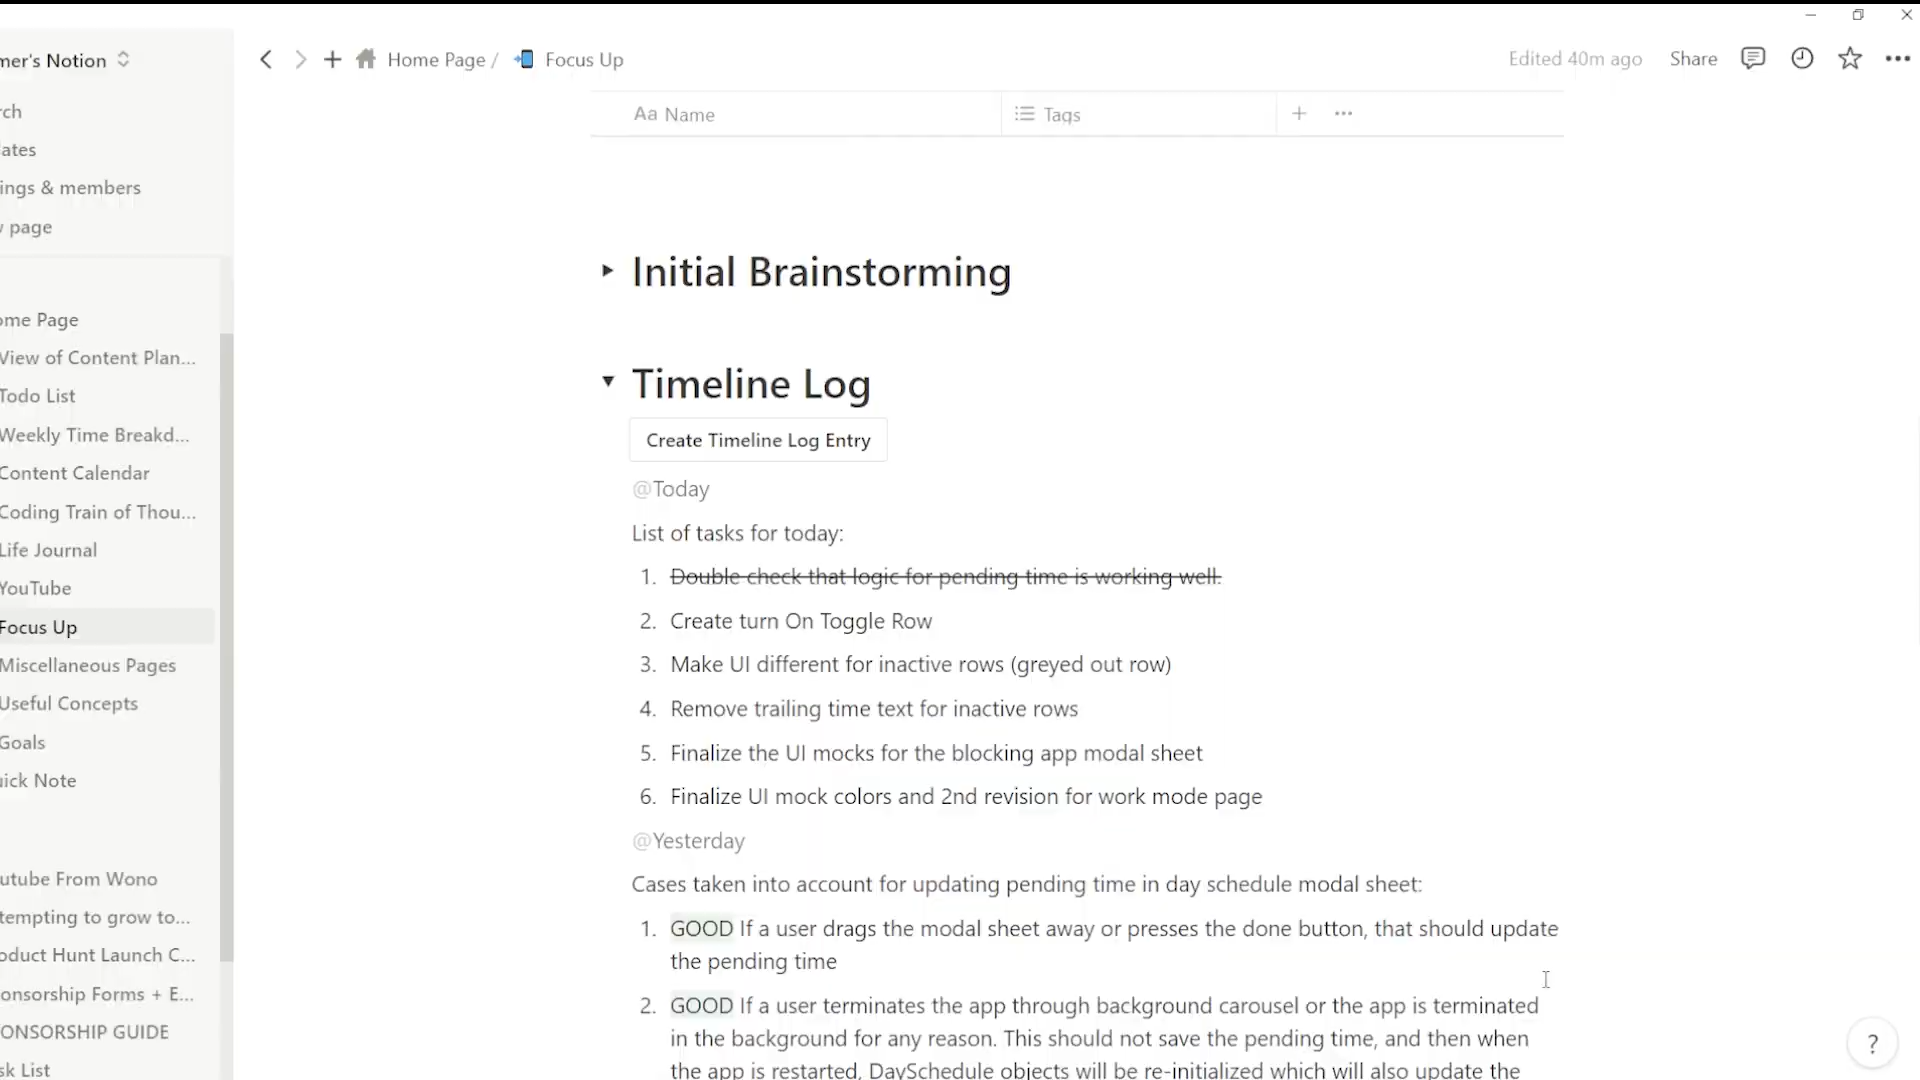 mer's Notion
Home Page / Focus Up
Edited 40m ago Share
rch
ates
ings & members
page
ome Page
View of Content Plan...
Todo List
Weekly Time Breakd...
Content Calendar
Coding Train of Thou...
Life Journal
YouTube
Focus Up
Miscellaneous Pages
Useful Concepts
Goals
uick Note
utube From Wono
tempting to grow to...
oduct Hunt Launch C...
onsorship Forms + E...
ONSORSHIP GUIDE
sk List
Aa Name Tags
Initial Brainstorming
Timeline Log
Create Timeline Log Entry
@Today
List of tasks for today:
1. Double check that logic for pending time is working well.
2. Create turn On Toggle Row
3. Make UI different for inactive rows (greyed out row)
4. Remove trailing time text for inactive rows
5. Finalize the UI mocks for the blocking app modal sheet
6. Finalize UI mock colors and 2nd revision for work mode page
@Yesterday
Cases taken into account for updating pending time in day schedule modal sheet:
1. GOOD If a user drags the modal sheet away or presses the done button, that should update
the pending time
2. GOOD If a user terminates the app through background carousel or the app is terminated
in the background for any reason. This should not save the pending time, and then when
the app is restarted, DaySchedule objects will be re-initialized which will also update the
?